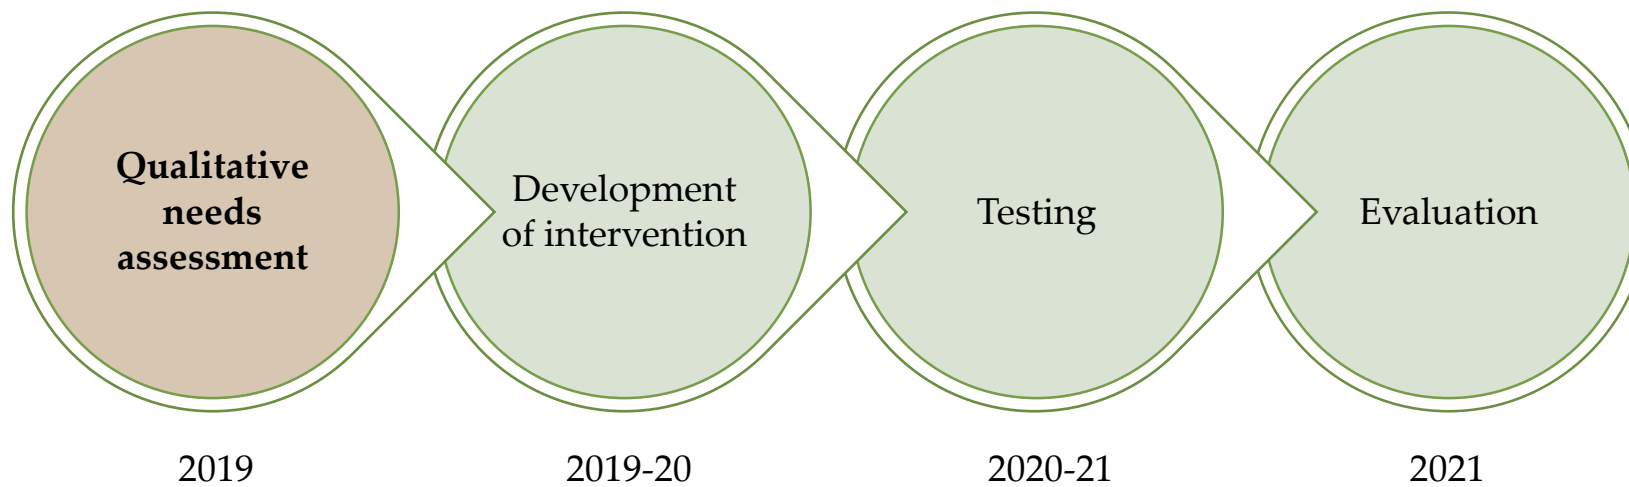 Qualitative
needs
assessment
Development
of intervention
Testing
Evaluation
2019
2019-20
2020-21
2021